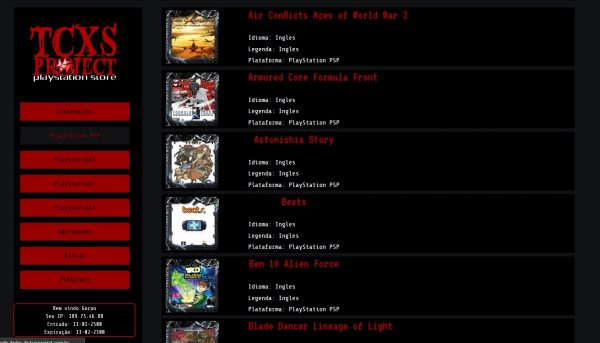 TCXS
PROJECT
playstation store
Informações
PlayStation PSP
PlayStation1
PlayStation2
PlayStation3
Emuladores
Extras
Bem vindo Gorpo
Seu IP: 189.75.46.88
Entrada: 11-01-2500
Expiração: 13-02-2500
Air Conflicts Aces of World War 2
Idioma: Ingles
Legenda: Ingles
Plataforma: PlayStation PSP
Armored Core Formula Front
Idioma: Ingles
Legenda: Ingles
Plataforma: PlayStation PSP
Astonishia Story
Idioma: Ingles
Legenda: Ingles
Plataforma: PlayStation PSP
beats
Beats
Idioma: Ingles
Legenda: Ingles
Plataforma: PlayStation PSP
Ben 10 Alien Force
Idioma: Ingles
Legenda: Ingles
Plataforma: PlayStation PSP
Blade Dancer Lineage of Light